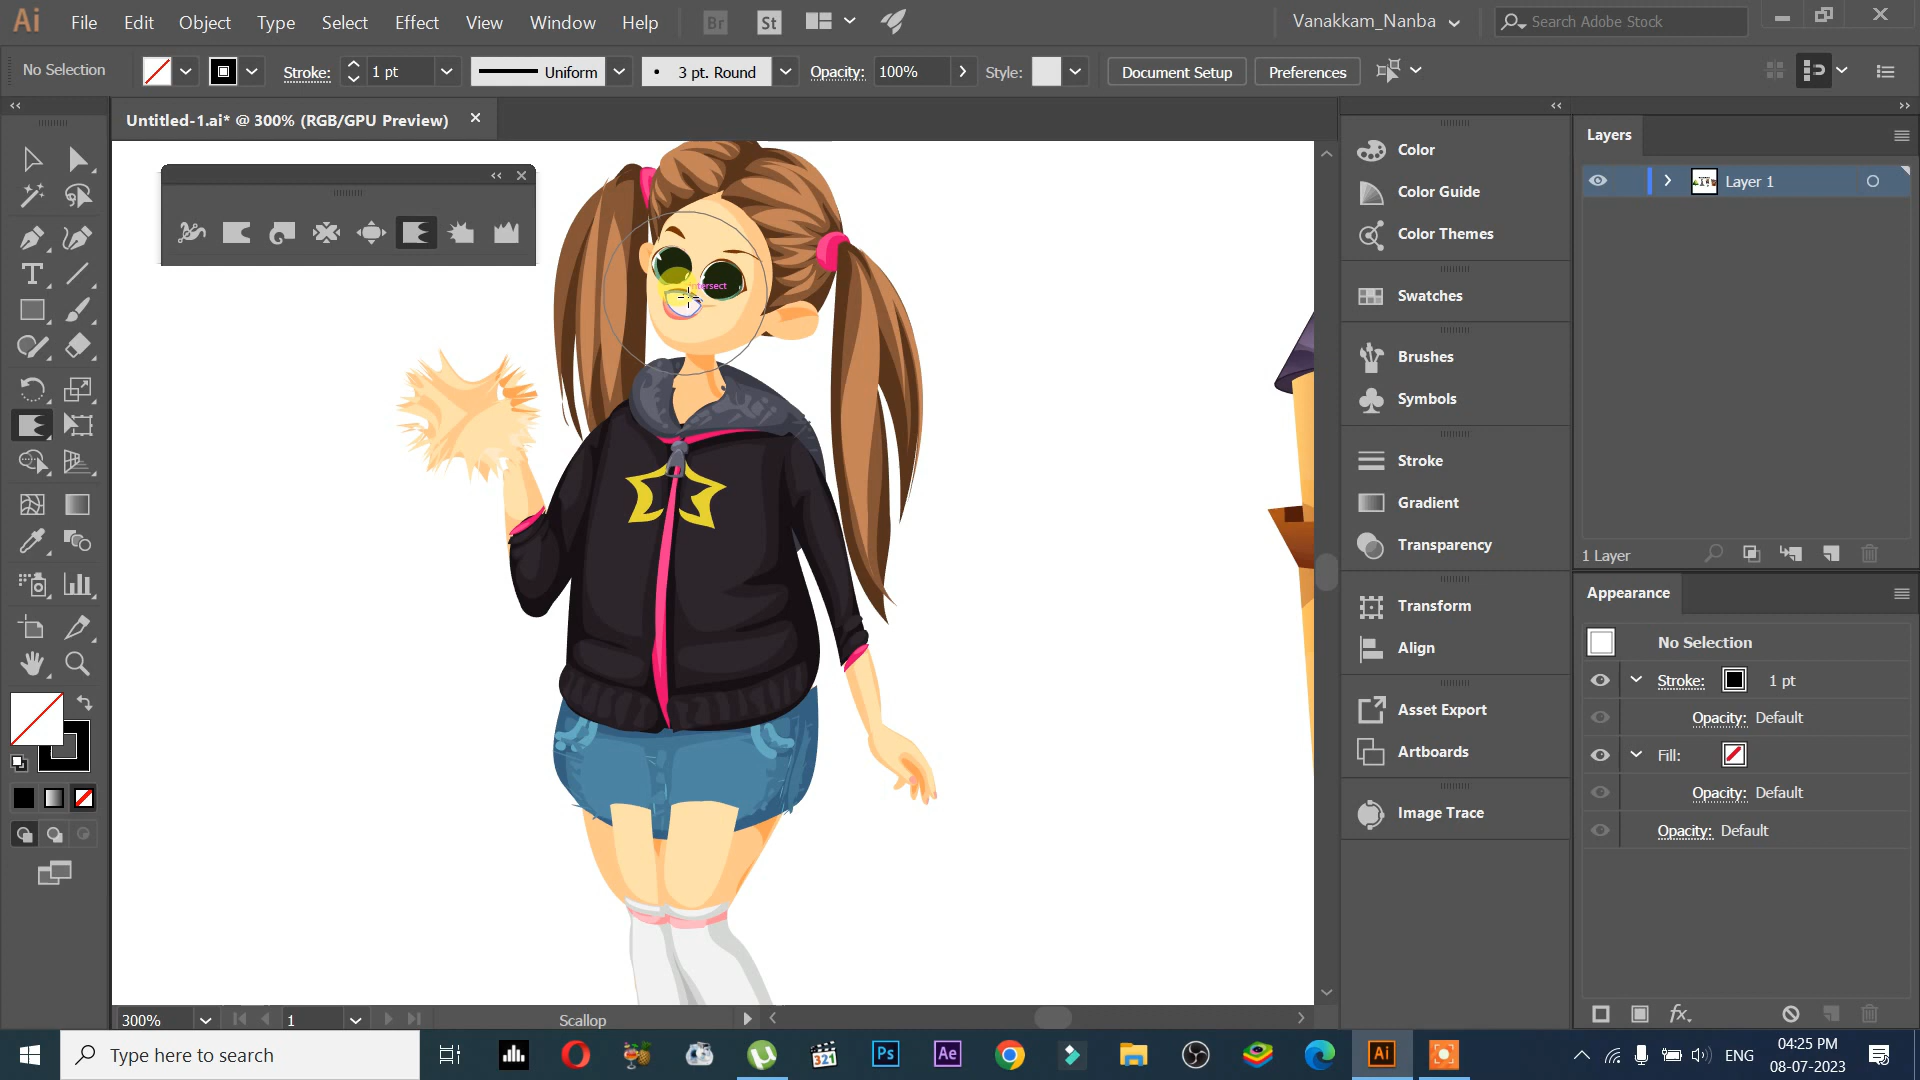 Ai File Edit Object Type Select Effect View Window Help Br St Vanakkam_Nanba Search Adobe Stock
No Selection Stroke: 1 pt Uniform 3 pt. Round Opacity: 100% Style: Document Setup Preferences
Untitled-1.ai* @ 300% (RGB/GPU Preview)
Color
Color Guide
Color Themes
Swatches
Brushes
Symbols
Stroke
Gradient
Transparency
Transform
Align
Asset Export
Artboards
Image Trace
Layers
Layer 1
1 Layer
Appearance
No Selection
Stroke: 1 pt
Opacity: Default
Fill:
Opacity: Default
Opacity: Default
fx
300% 1 Scallop
Type here to search
321
Ps
Ae
Ai
ENG
04:25 PM
08-07-2023